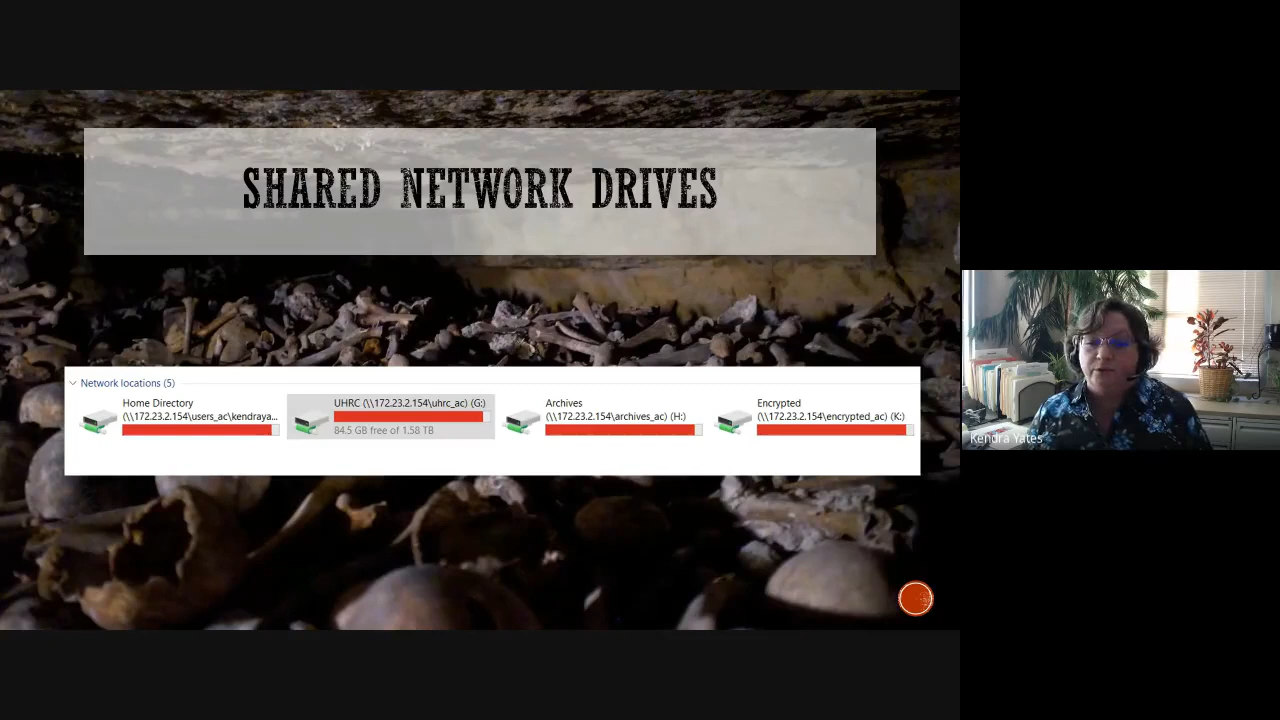 SHARED NETWORK DRIVES
Network locations (5)
Home Directory
(\\172.23.2.154\users_ac\kendraya...
UHRC (\\172.23.2.154\uhrc_ac) (G:)
84.5 GB free of 1.58 TB
Archives
(\\172.23.2.154\archives_ac) (H:)
Encrypted
(\\172.23.2.154\encrypted_ac) (K:)
Kendra Yates